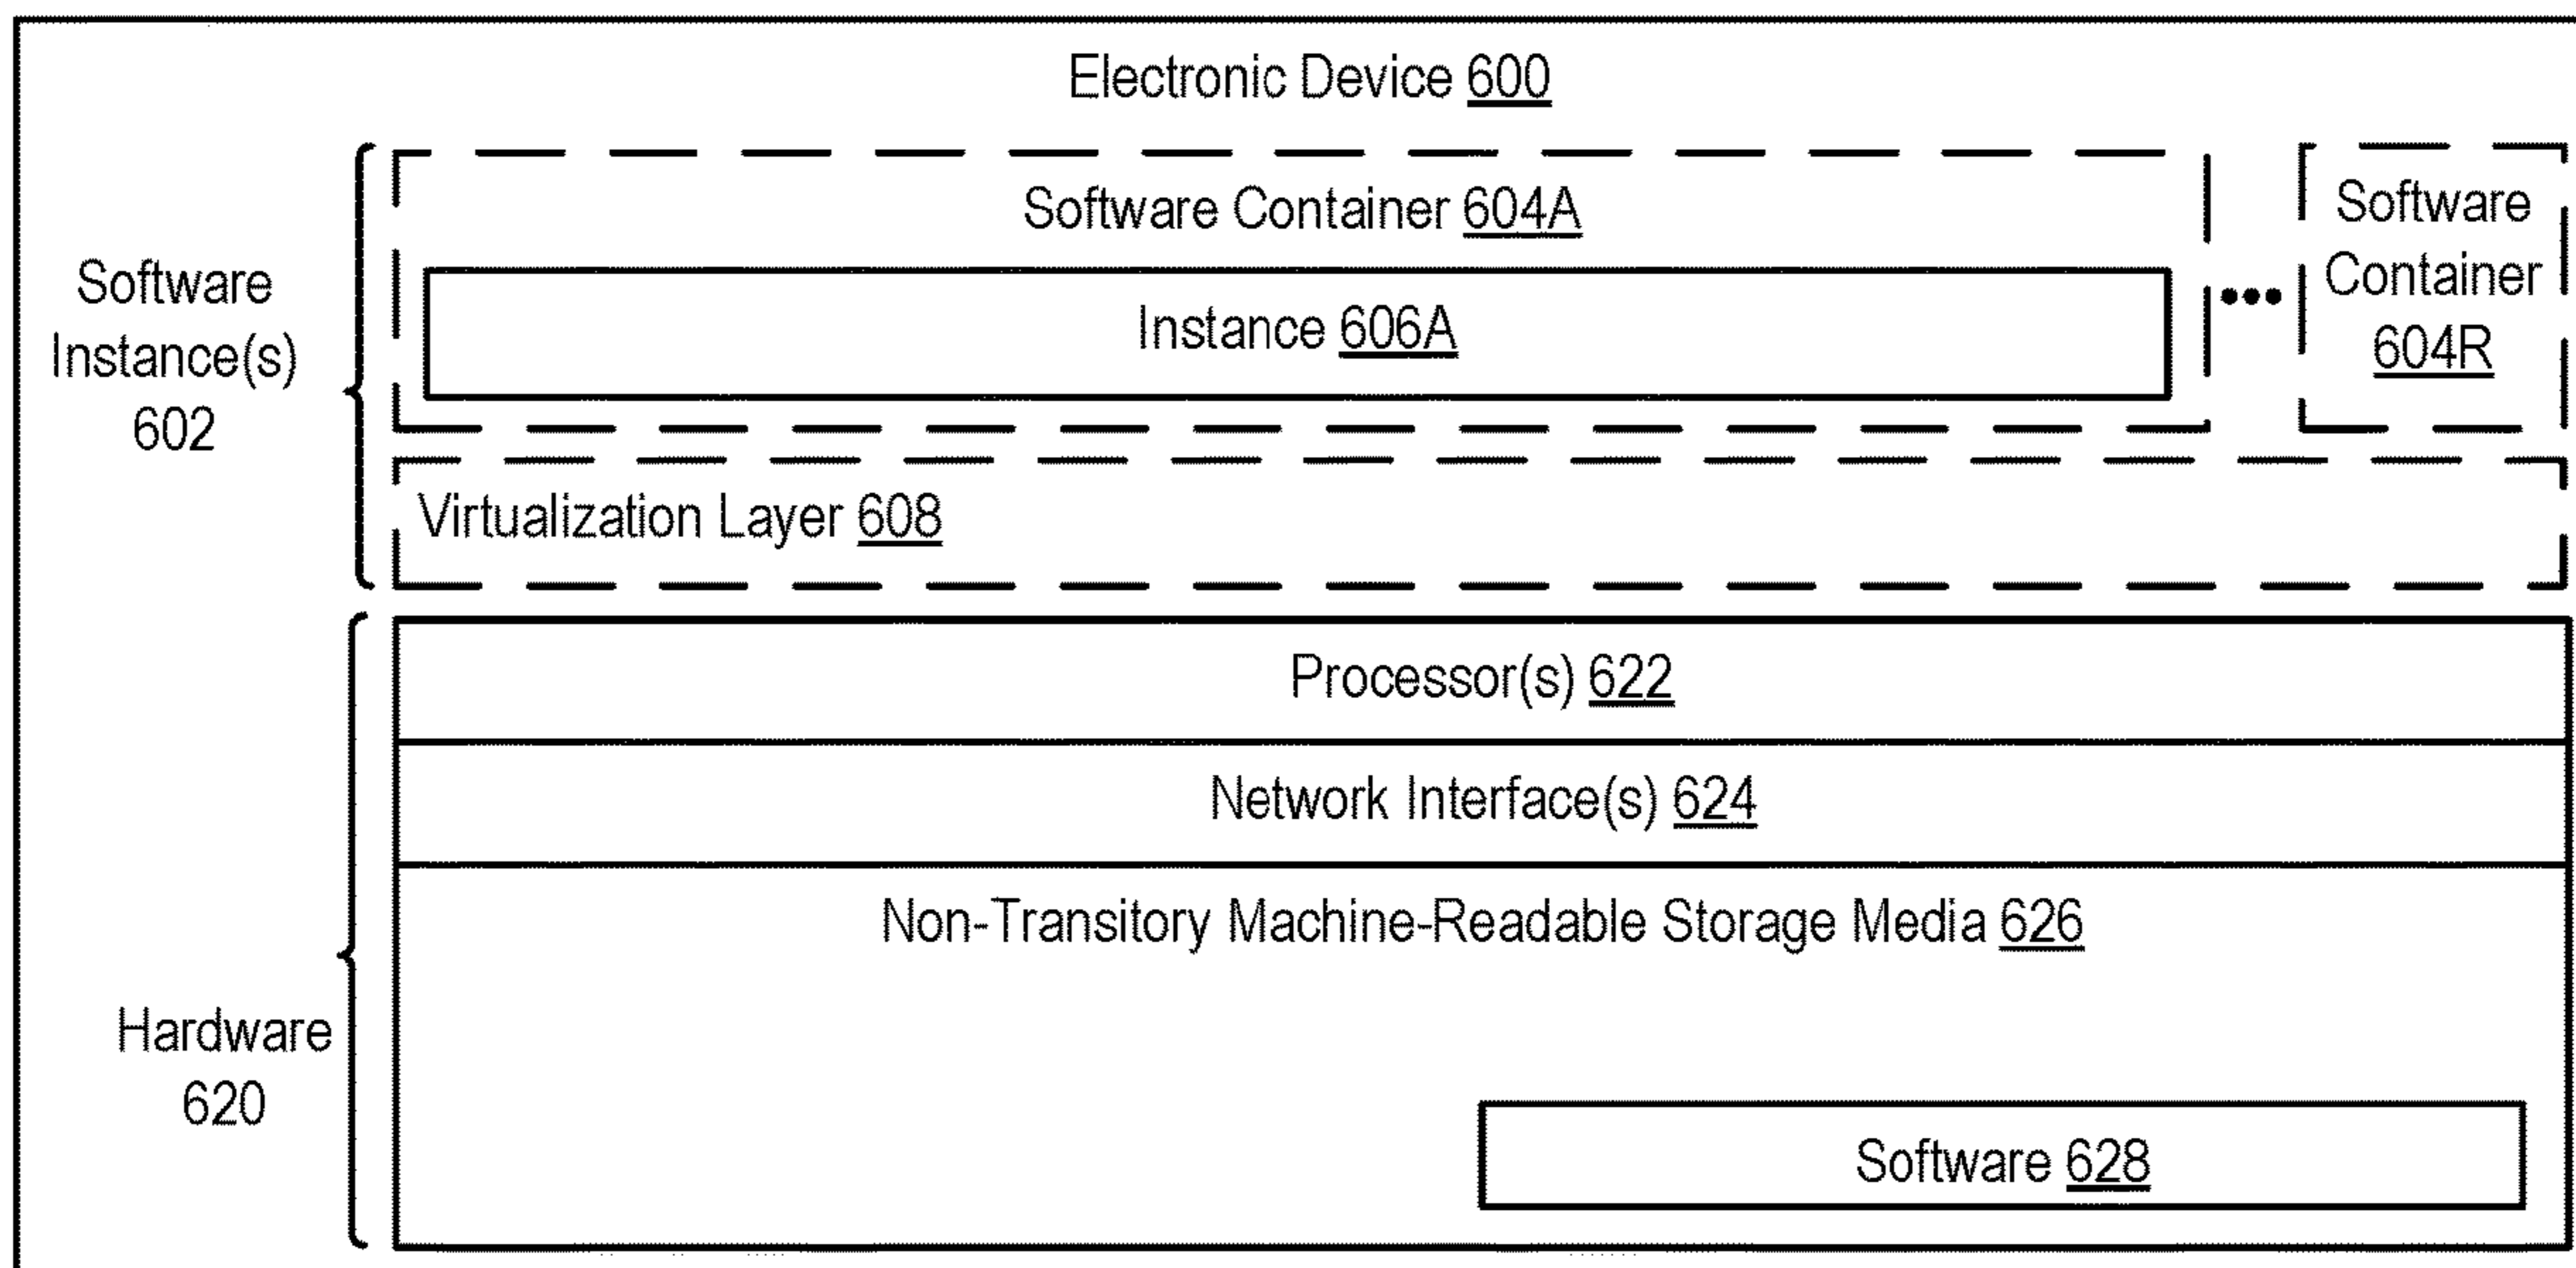 Electronic Device 600
Software Container 604A
Software
Container
604R
Software
Instance(s)
602
Instance 606A
Virtualization Layer 608
Processor(s) 622
Network Interface(s) 624
Non-Transitory Machine-Readable Storage Media 626
Hardware
620
Software 628